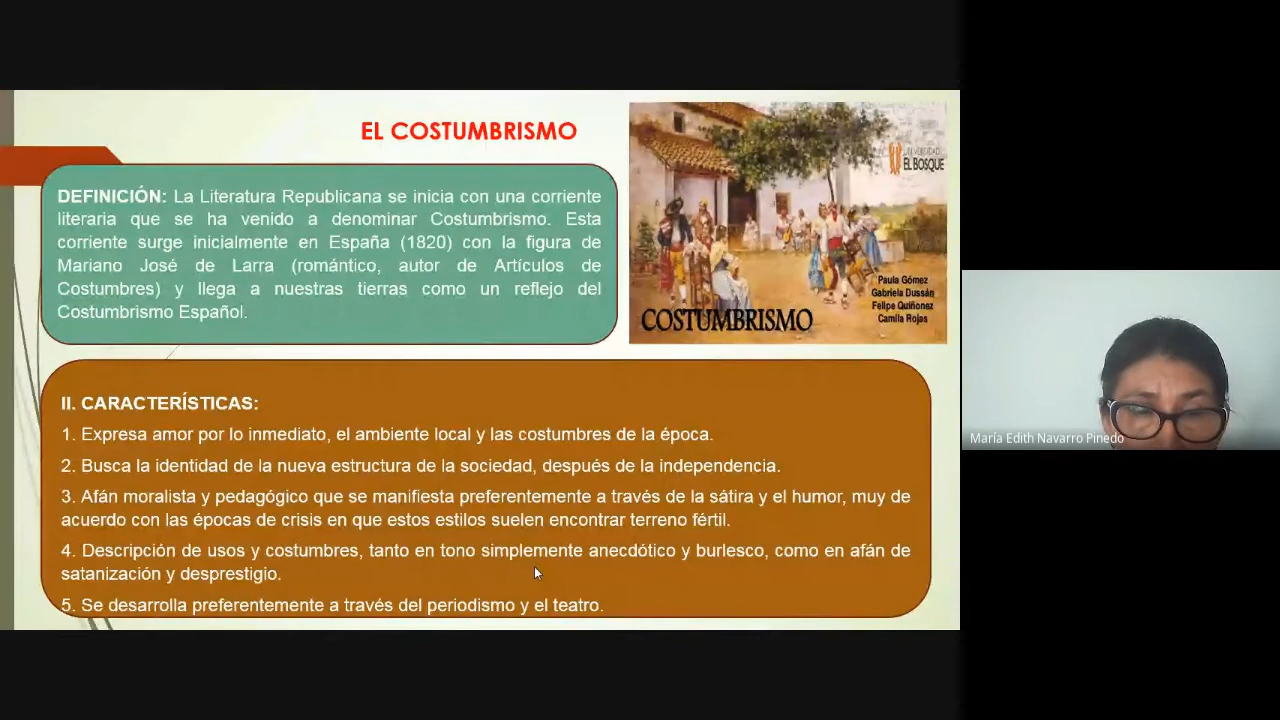 EL COSTUMBRISMO
DEFINICIÓN: La Literatura Republicana se inicia con una corriente
literaria que se ha venido a denominar Costumbrismo. Esta
corriente surge inicialmente en España (1820) con la figura de
Mariano José de Larra (romántico, autor de Artículos de
Costumbres) y llega a nuestras tierras como un reflejo del
Costumbrismo Español.
UNIVERSIDAD
EL BOSQUE
Paula Gómez
Gabriela Dussán
Felipe Quiñonez
Camila Rojas
COSTUMBRISMO
II. CARACTERÍSTICAS:
1. Expresa amor por lo inmediato, el ambiente local y las costumbres de la época.
2. Busca la identidad de la nueva estructura de la sociedad, después de la independencia.
3. Afán moralista y pedagógico que se manifiesta preferentemente a través de la sátira y el humor, muy de
acuerdo con las épocas de crisis en que estos estilos suelen encontrar terreno fértil.
4. Descripción de usos y costumbres, tanto en tono simplemente anecdótico y burlesco, como en afán de
satanización y desprestigio.
5. Se desarrolla preferentemente a través del periodismo y el teatro.
María Edith Navarro Pinedo